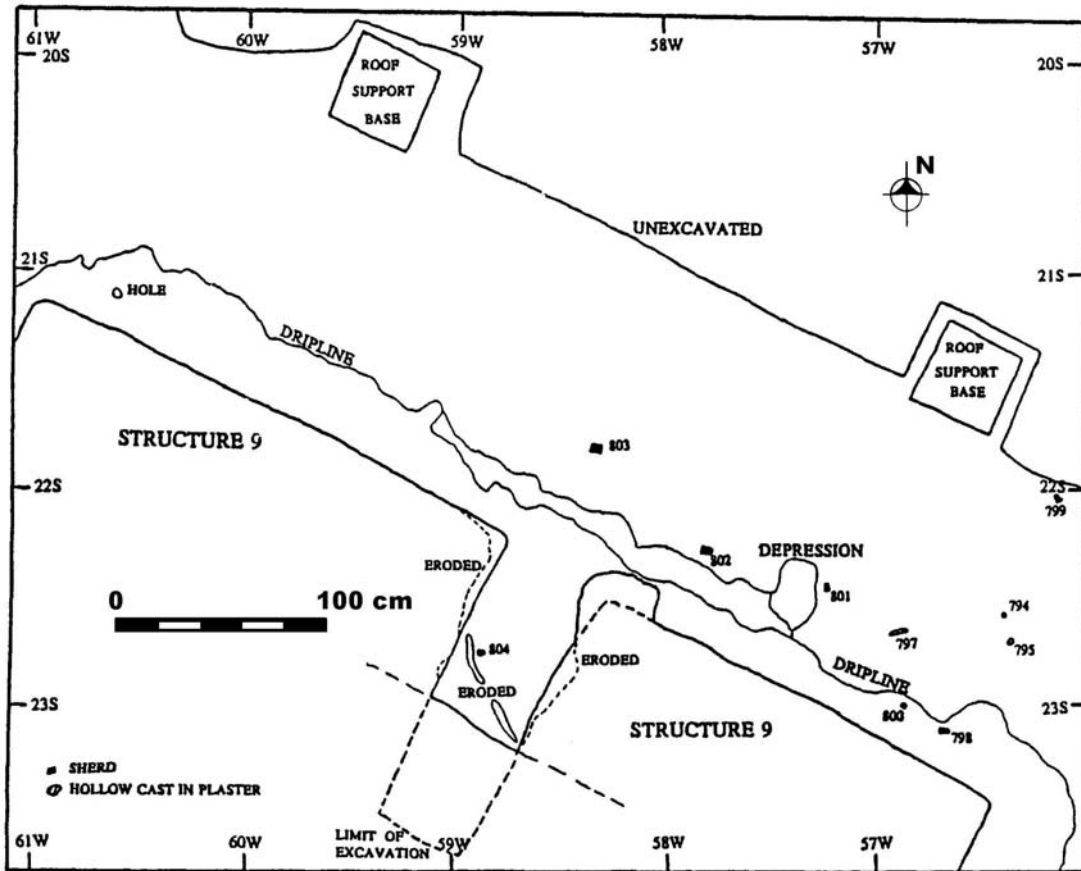 61W
60W
59W
58W
57W
20S
20S
ROOF
SUPPORT
BASE
N
UNEXCAVATED
21S
21S
HOLE
DRIPLINE
ROOF
SUPPORT
BASE
STRUCTURE 9
803
22S
22S
799
802
DEPRESSION
ERODED
801
794
0 100 cm
797
795
804
ERODED
ERODED
DRIPLINE
23S
800
23S
STRUCTURE 9
798
SHERD
HOLLOW CAST IN PLASTER
LIMIT OF
EXCAVATION
61W
60W
59W
58W
57W